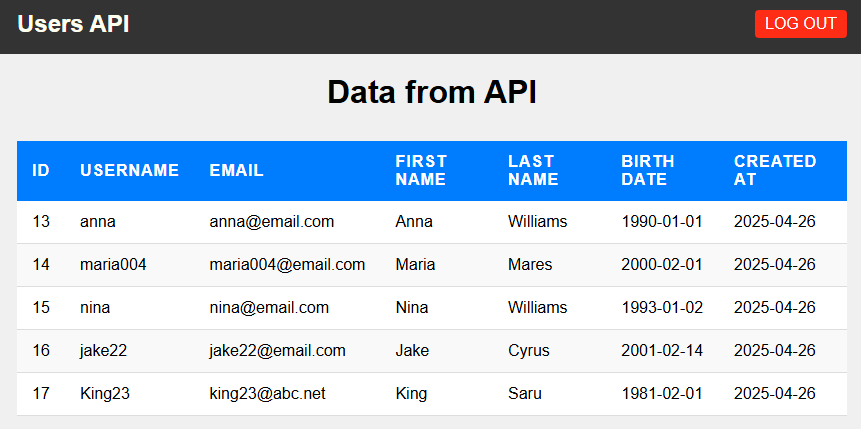 Users API LOG OUT
Data from API
ID USERNAME EMAIL FIRST NAME LAST NAME BIRTH DATE CREATED AT
13 anna anna@email.com Anna Williams 1990-01-01 2025-04-26
14 maria004 maria004@email.com Maria Mares 2000-02-01 2025-04-26
15 nina nina@email.com Nina Williams 1993-01-02 2025-04-26
16 jake22 jake22@email.com Jake Cyrus 2001-02-14 2025-04-26
17 King23 king23@abc.net King Saru 1981-02-01 2025-04-26